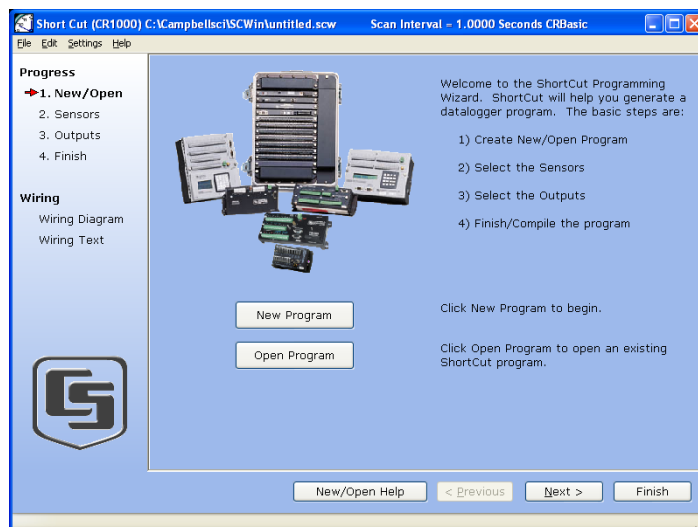 Short Cut (CR1000) C:\Campbellsci\SCWin\untitled.scw Scan Interval = 1.0000 Seconds CRBasic
File Edit Settings Help
Progress
1. New/Open
2. Sensors
3. Outputs
4. Finish
Wiring
Wiring Diagram
Wiring Text
Welcome to the ShortCut Programming
Wizard. ShortCut will help you generate a
datalogger program. The basic steps are:
1) Create New/Open Program
2) Select the Sensors
3) Select the Outputs
4) Finish/Compile the program
New Program
Click New Program to begin.
Open Program
Click Open Program to open an existing
ShortCut program.
New/Open Help
< Previous
Next >
Finish